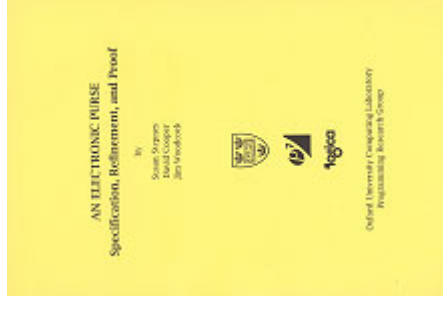 AN ELECTRONIC PURSE
Specification, Refinement, and Proof
by
Susan Stepney
David Cooper
Jim Woodcock
logica
Oxford University Computing Laboratory
Programming Research Group